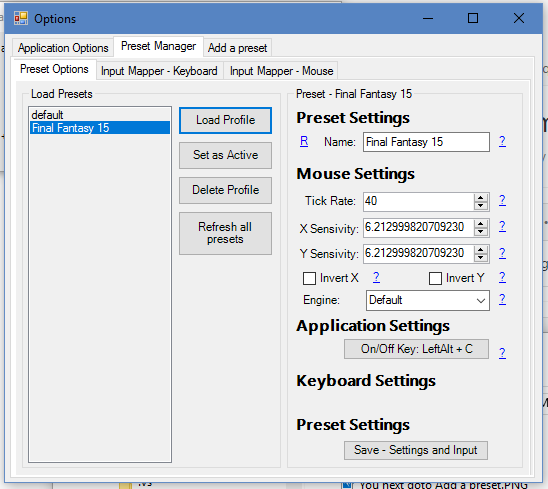 Options
Application Options Preset Manager Add a preset
Preset Options Input Mapper - Keyboard Input Mapper - Mouse
Load Presets
default
Final Fantasy 15
Load Profile
Set as Active
Delete Profile
Refresh all
presets
Preset - Final Fantasy 15
Preset Settings
R Name: Final Fantasy 15 ?
Mouse Settings
Tick Rate: 40 ?
X Sensivity: 6.212999820709230 ?
Y Sensivity: 6.212999820709230 ?
Invert X ? Invert Y ?
Engine: Default ?
Application Settings
On/Off Key: LeftAlt + C ?
Keyboard Settings
Preset Settings
Save - Settings and Input
.vs
You next goto Add a preset.PNG